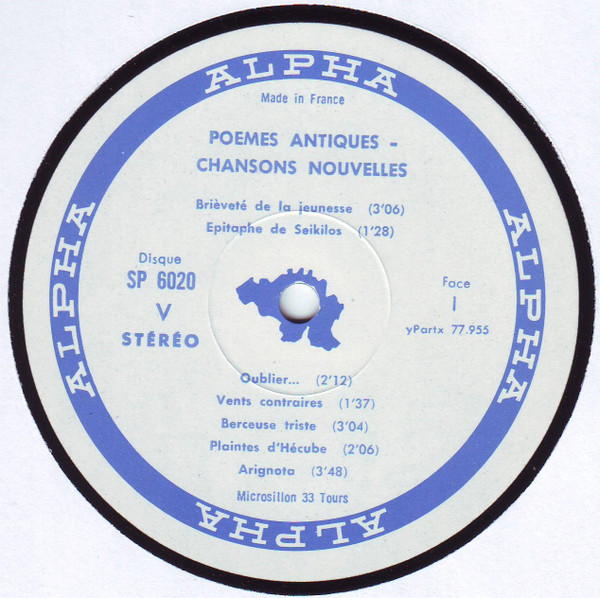 ALPHA
Made in France
POEMES ANTIQUES -
CHANSONS NOUVELLES
Brièveté de la jeunesse (3'06)
Epitaphe de Seikilos (1'28)
Disque
SP 6020
V
STÉRÉO
Face
I
yPartx 77.955
ALPHA
ALPHA
Oublier... (2'12)
Vents contraires (1'37)
Berceuse triste (3'04)
Plaintes d'Hécube (2'06)
Arignota (3'48)
Microsillon 33 Tours
ALPHA